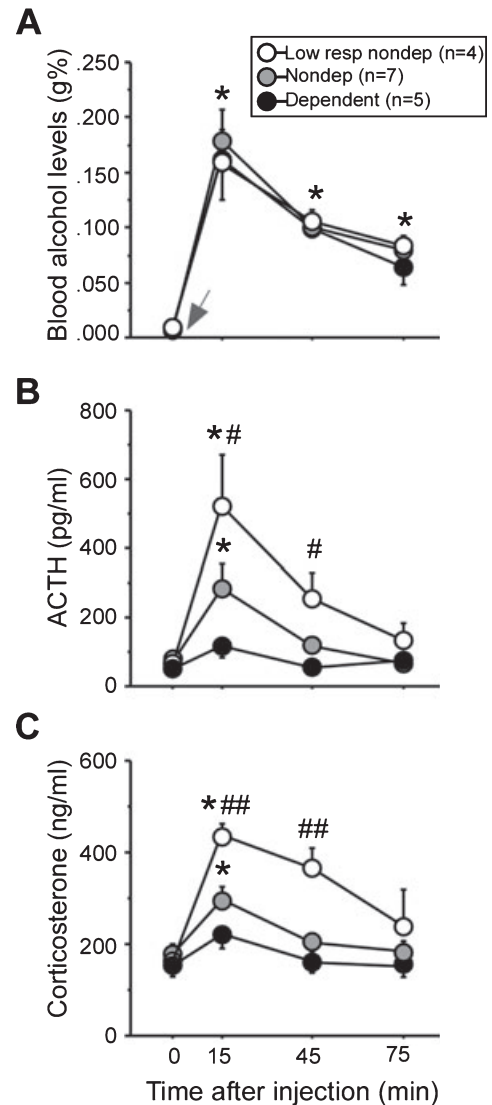 A
Blood alcohol levels (g%)
.250
.200
.150
.100
.050
.000
Low resp nondep (n=4)
Nondep (n=7)
Dependent (n=5)
*
*
*
B
ACTH (pg/ml)
800
600
400
200
0
*#
*
#
C
Corticosterone (ng/ml)
600
400
200
0
*##
*
##
0 15 45 75
Time after injection (min)